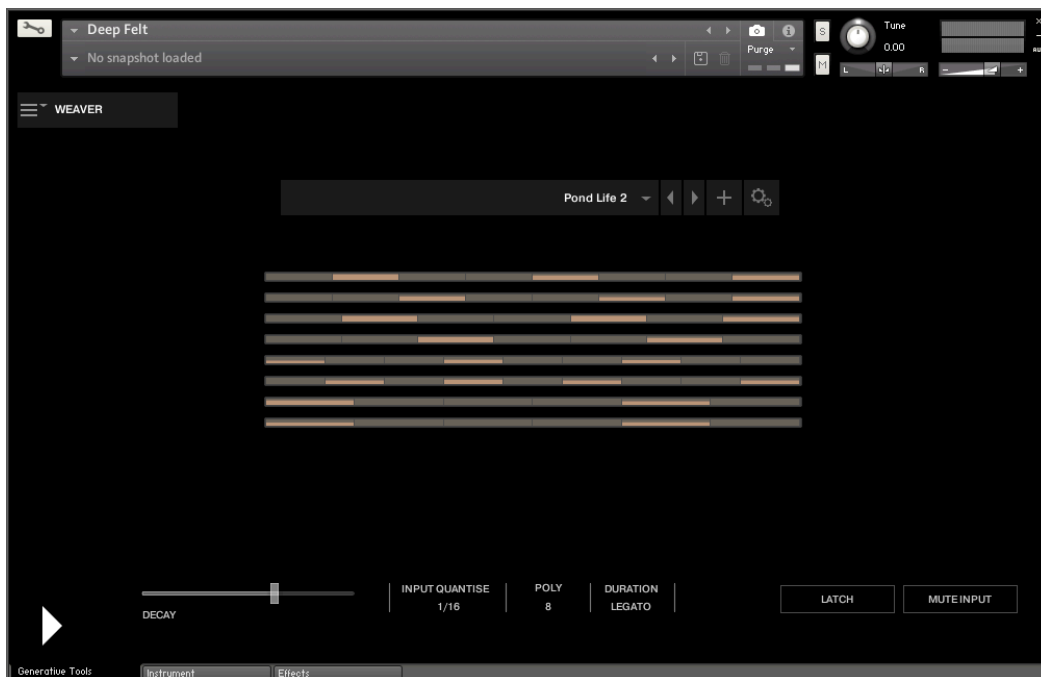 Deep Felt
No snapshot loaded
Purge
S
M
Tune
0.00
L R
- +
AU
WEAVER
Pond Life 2
INPUT QUANTISE
1/16
POLY
8
DURATION
LEGATO
DECAY
LATCH
MUTE INPUT
Generative Tools
Instrument
Effects